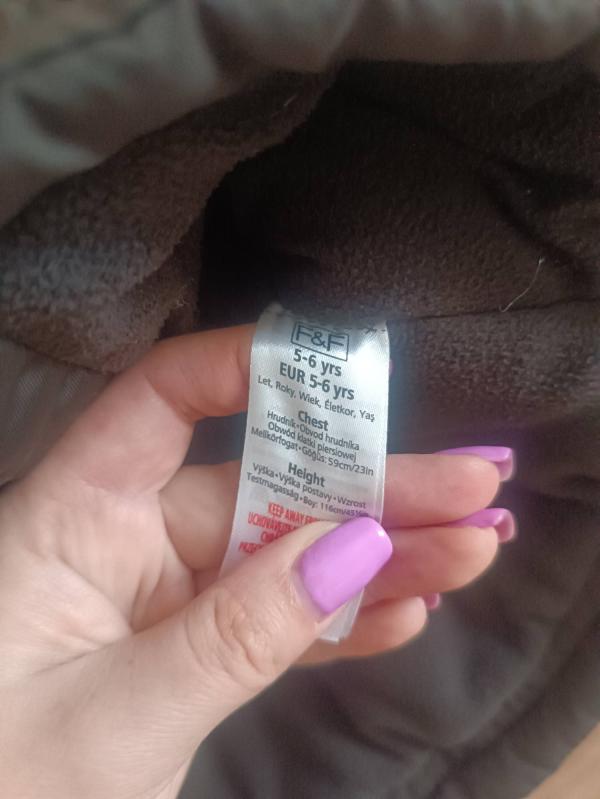 F&F
5-6 yrs
EUR 5-6 yrs
Let, Roky, Wiek, Életkor, Yaş
Chest
Hrudník•Obvod hrudníka
Obwód klatki piersiowej
Mellkörfogat•Göğüs: 59cm/23in
Height
Výška•Výška postavy•Wzrost
Testmagasság•Boy: 116cm/45
KEEP AWAY